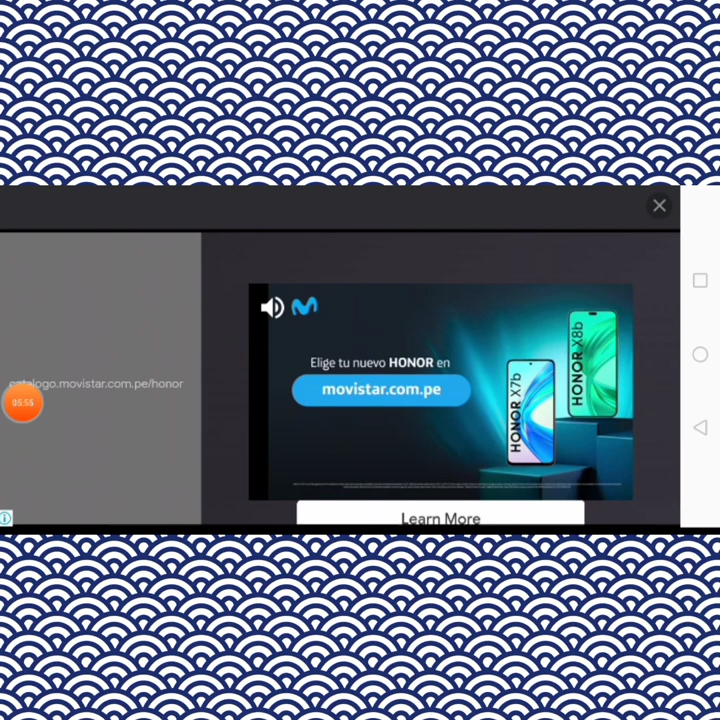 Elige tu nuevo HONOR en
movistar.com.pe
HONOR X7b
HONOR X8b
catalogo.movistar.com.pe/honor
05:55
Learn More